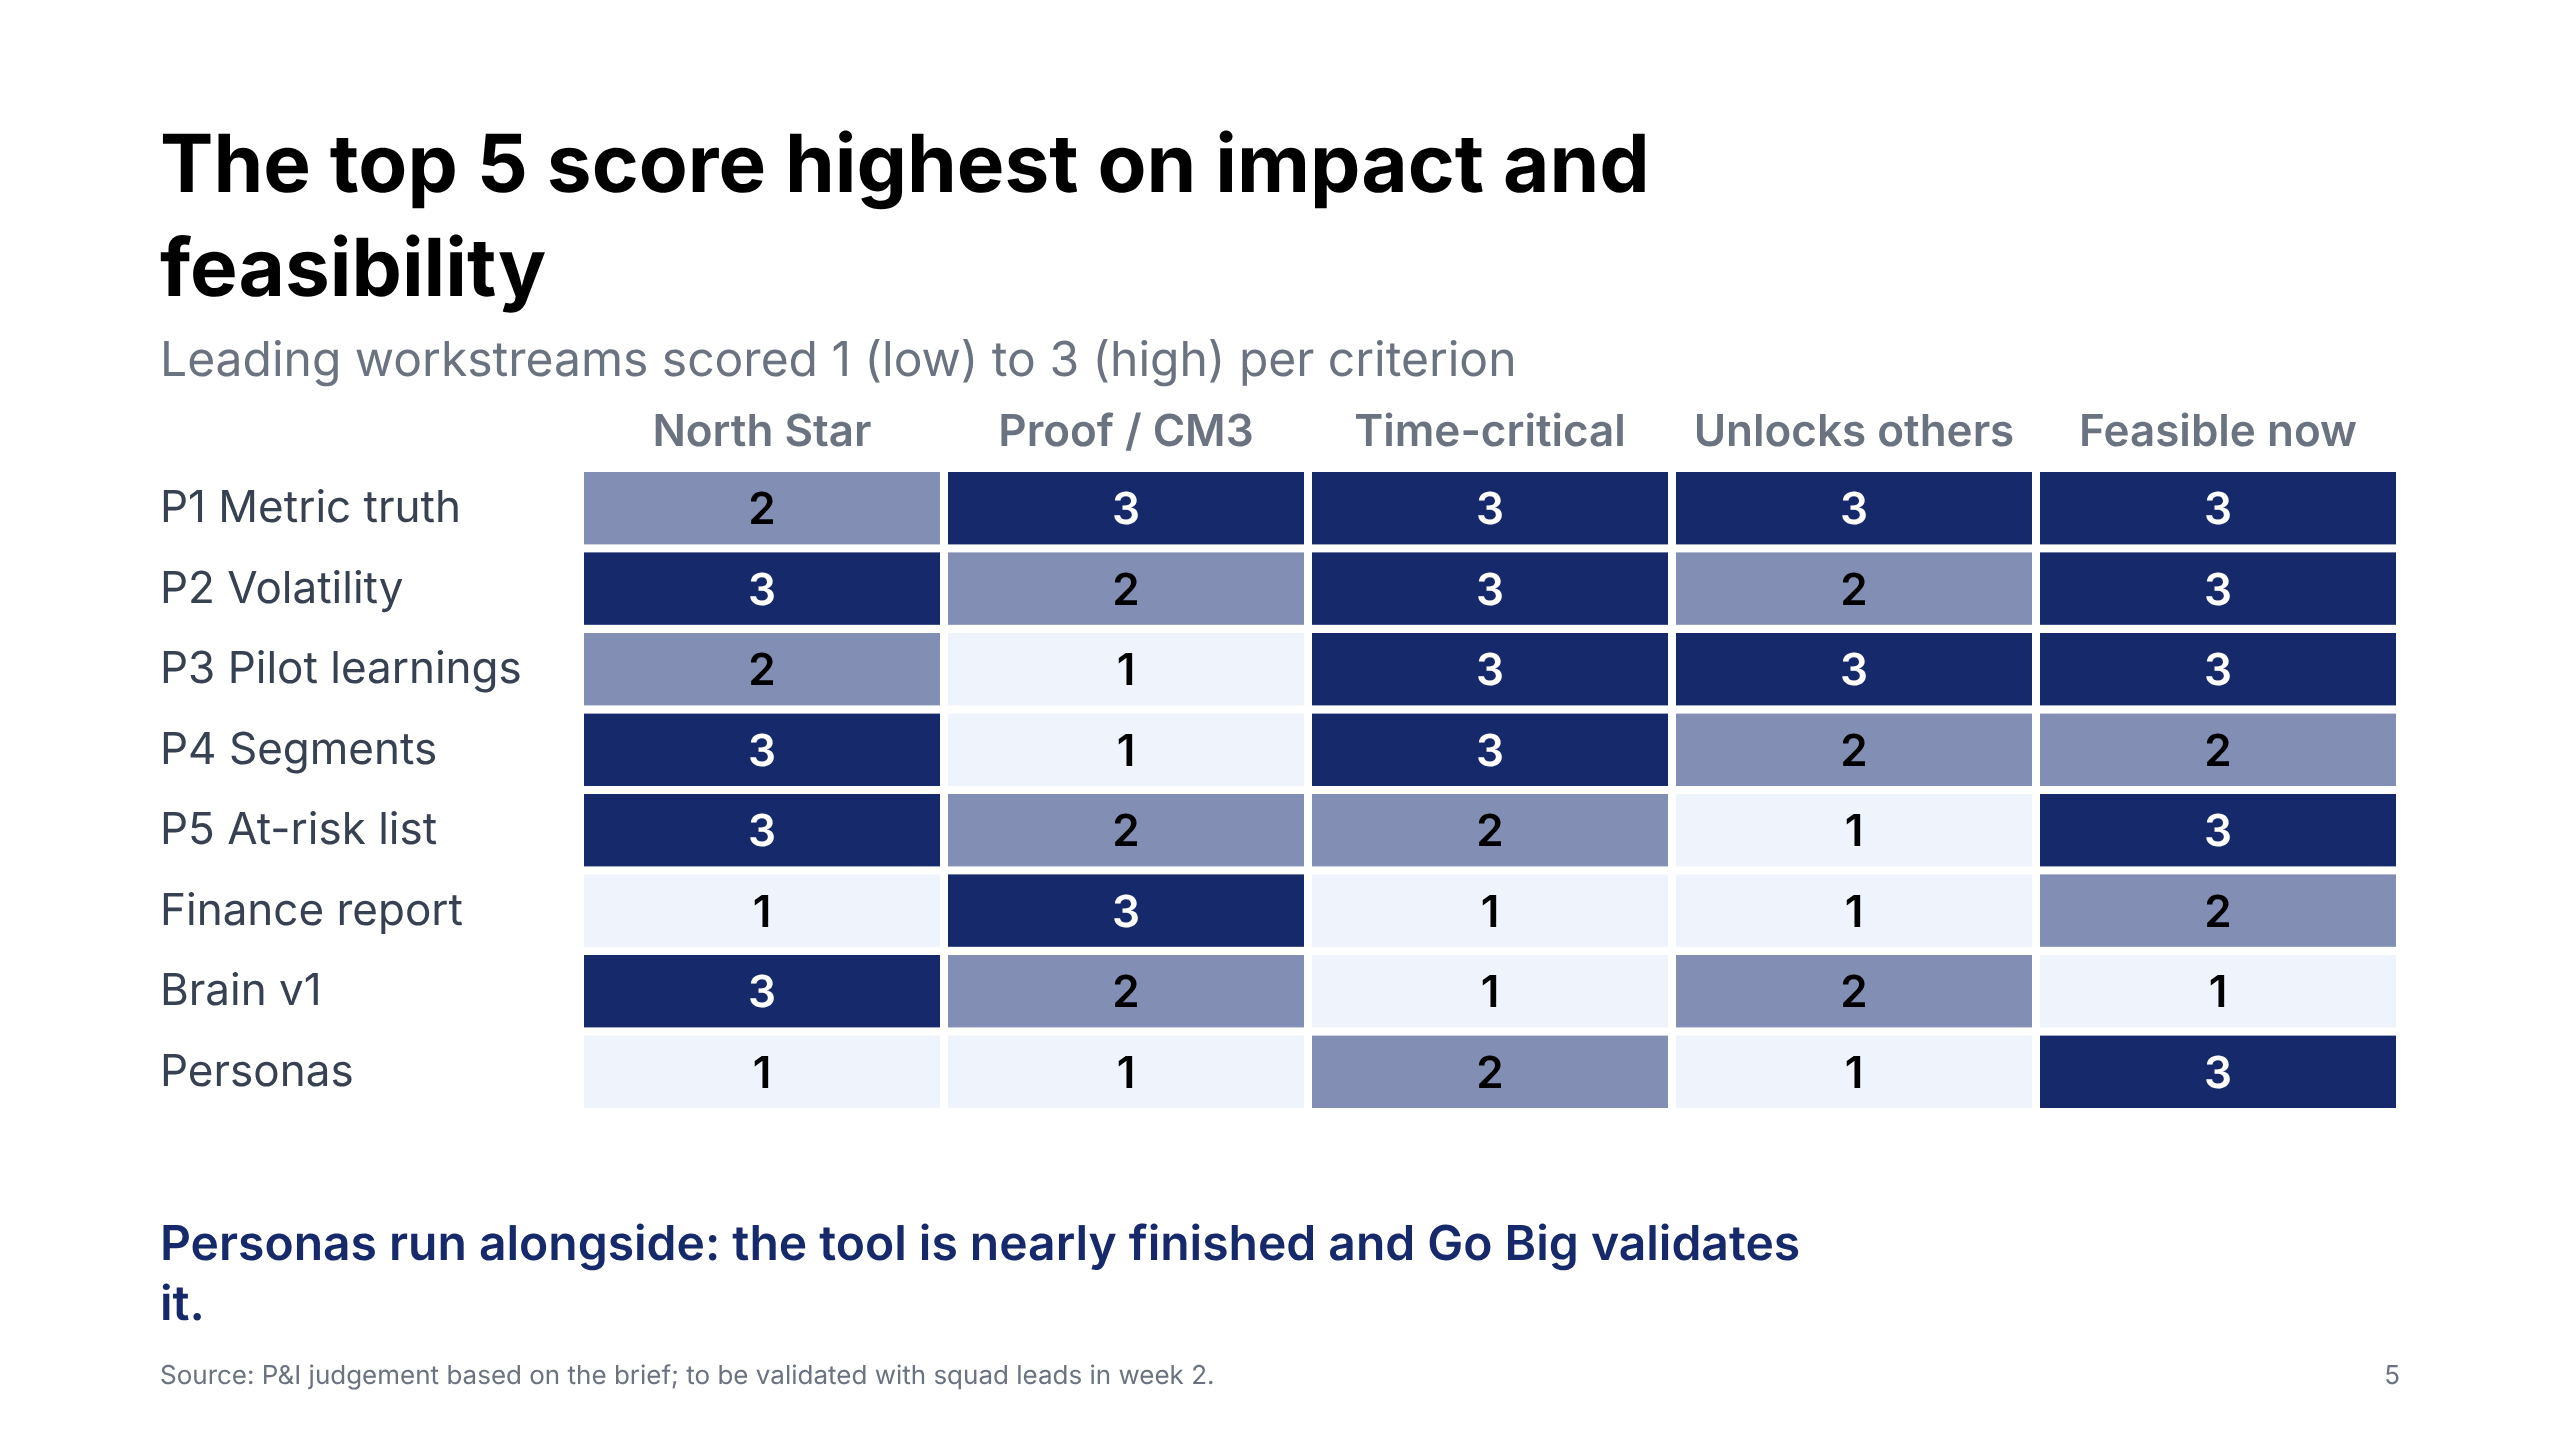 The top 5 score highest on impact and
feasibility
Leading workstreams scored 1 (low) to 3 (high) per criterion
North Star Proof / CM3 Time-critical Unlocks others Feasible now
P1 Metric truth 2 3 3 3 3
P2 Volatility 3 2 3 2 3
P3 Pilot learnings 2 1 3 3 3
P4 Segments 3 1 3 2 2
P5 At-risk list 3 2 2 1 3
Finance report 1 3 1 1 2
Brain v1 3 2 1 2 1
Personas 1 1 2 1 3
Personas run alongside: the tool is nearly finished and Go Big validates
it.
Source: P&I judgement based on the brief; to be validated with squad leads in week 2. 5